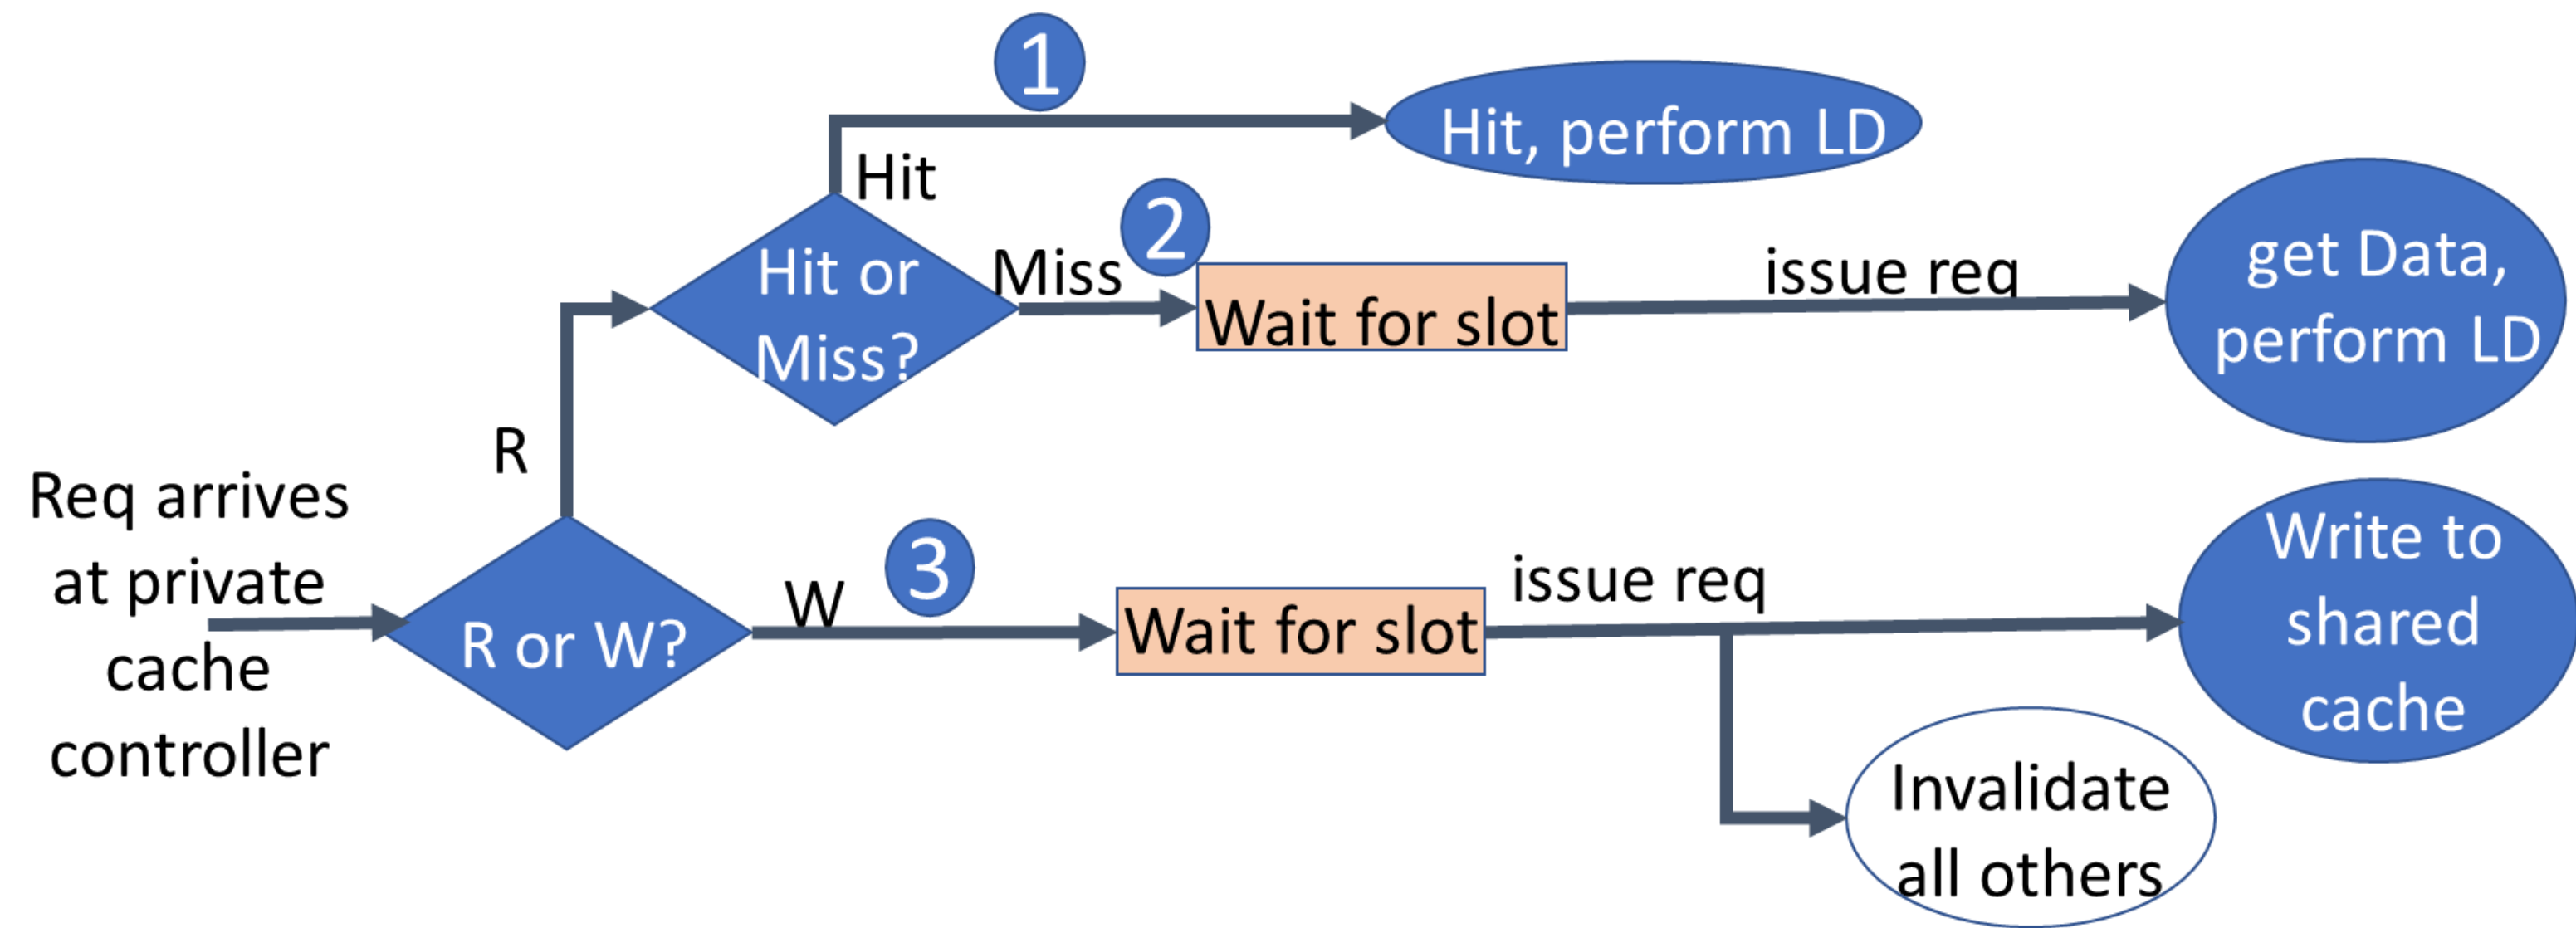 1
Hit, perform LD
Hit
2
Hit or
Miss?
Miss
Wait for slot
issue req
get Data,
perform LD
R
Req arrives
at private
cache
controller
R or W?
W
3
Wait for slot
issue req
Write to
shared
cache
Invalidate
all others